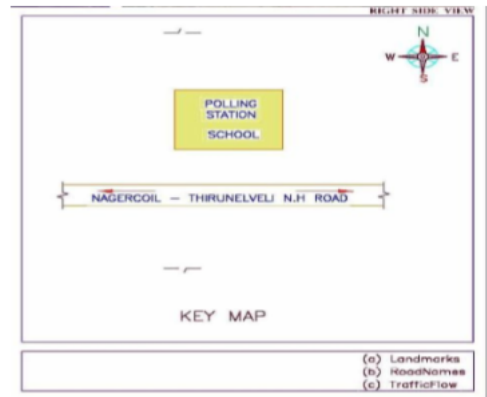 RIGHT SIDE VIEW
N
W E
S
POLLING
STATION
SCHOOL
NAGERCOIL – THIRUNELVELI N.H ROAD
KEY MAP
(a) Landmarks
(b) RoadNames
(c) TrafficFlow